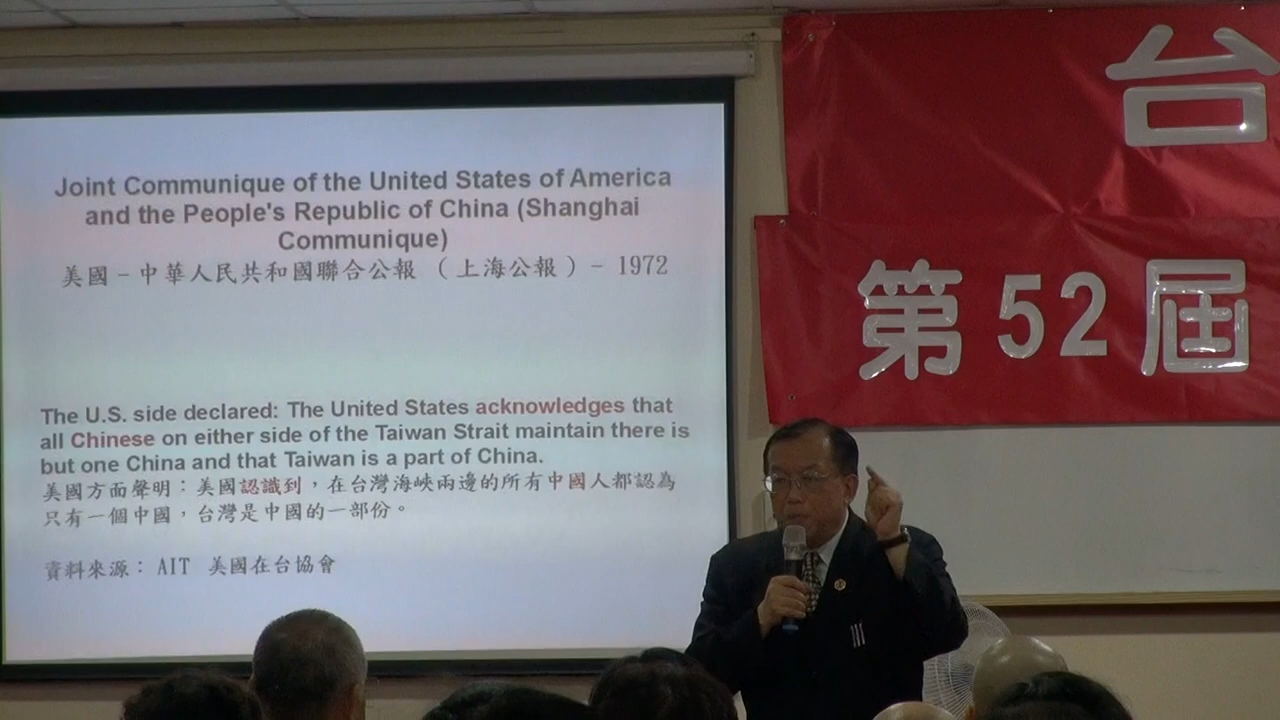 Joint Communique of the United States of America
and the People's Republic of China (Shanghai
Communique)
美國－中華人民共和國聯合公報 （上海公報）－ 1972
The U.S. side declared: The United States acknowledges that
all Chinese on either side of the Taiwan Strait maintain there is
but one China and that Taiwan is a part of China.
美國方面聲明：美國認識到，在台灣海峽兩邊的所有中國人都認為
只有一個中國，台灣是中國的一部份。
資料來源： AIT 美國在台協會
台
第52屆